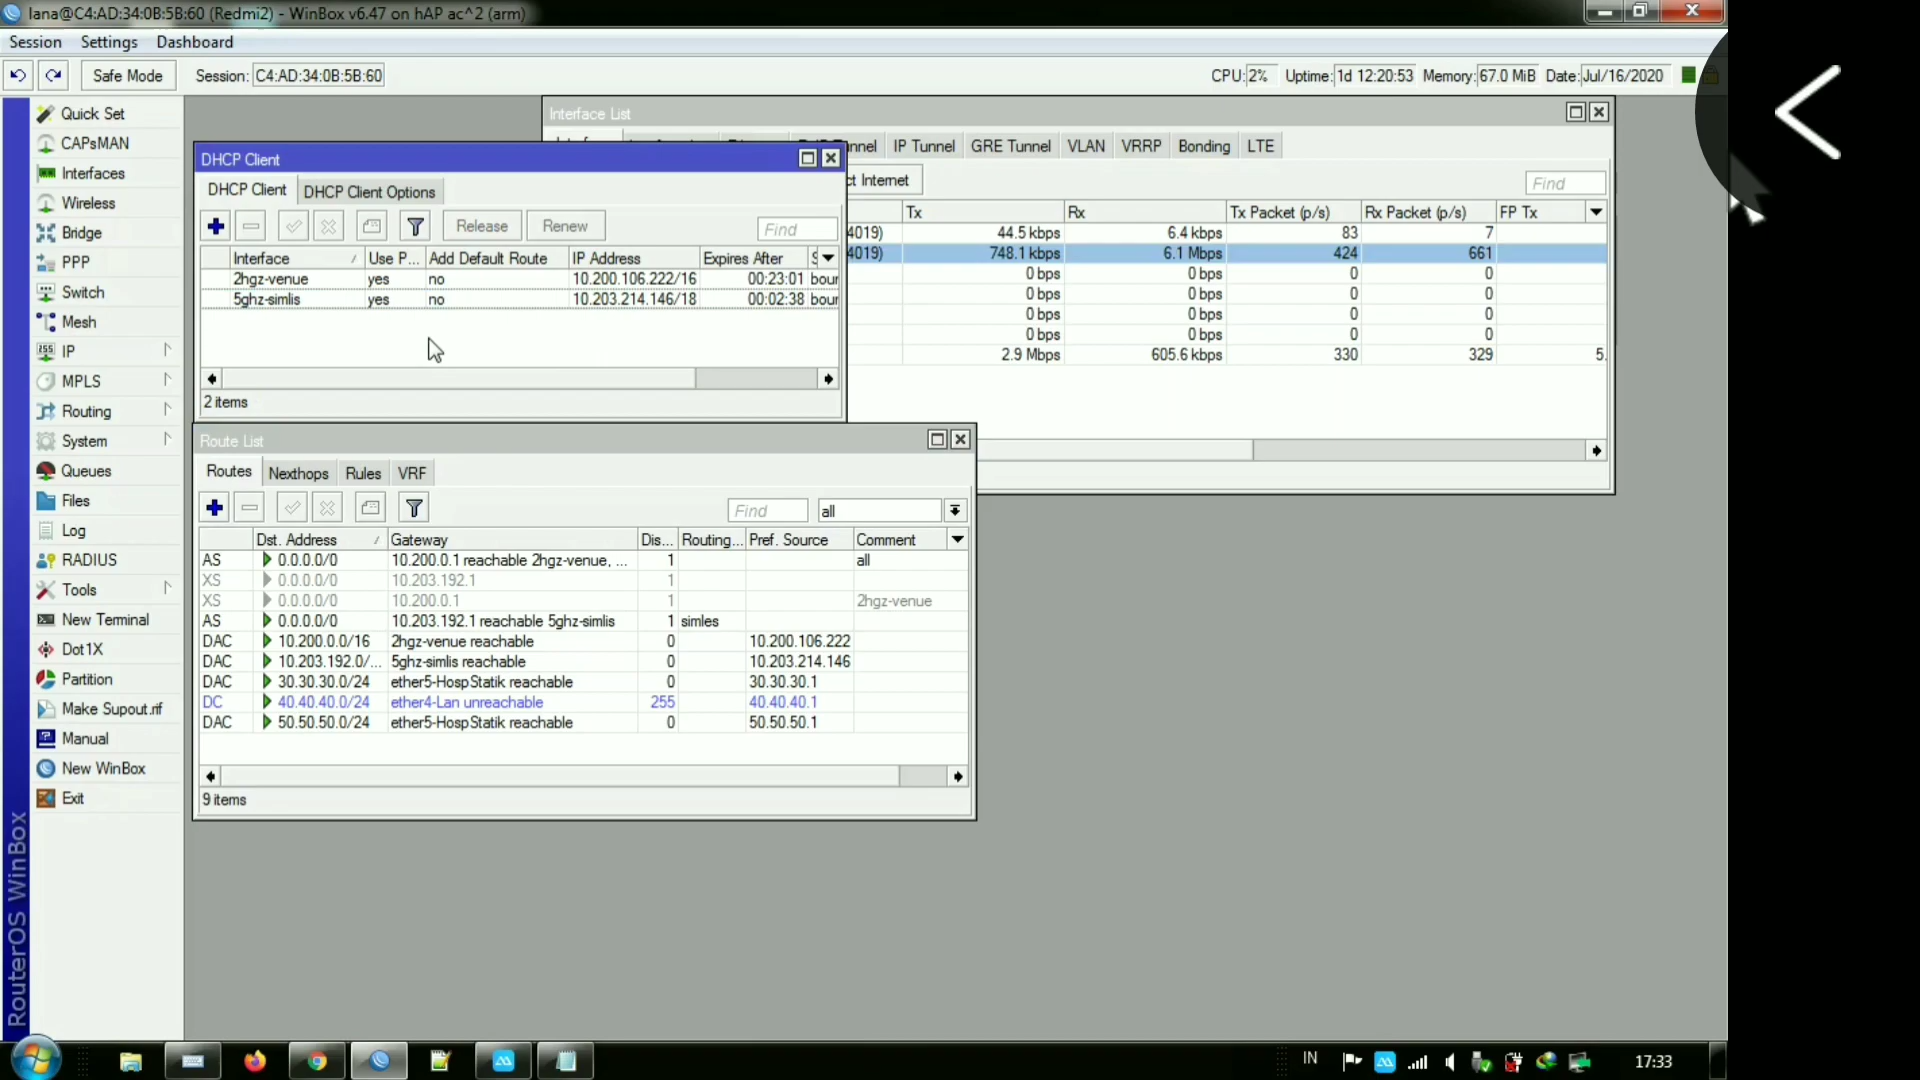 lana@C4:AD:34:0B:5B:60 (Redmi2) - WinBox v6.47 on hAP ac^2 (arm)
Session Settings Dashboard
Safe Mode Session: C4:AD:34:0B:5B:60 CPU: 2% Uptime: 1d 12:20:53 Memory: 67.0 MiB Date: Jul/16/2020
Quick Set
CAPsMAN
Interfaces
Wireless
Bridge
PPP
Switch
Mesh
IP
MPLS
Routing
System
Queues
Files
Log
RADIUS
Tools
New Terminal
Dot1X
Partition
Make Supout.rif
Manual
New WinBox
Exit
RouterOS WinBox
Interface List
IP Tunnel GRE Tunnel VLAN VRRP Bonding LTE
ct Internet Find
Tx Rx Tx Packet (p/s) Rx Packet (p/s) FP Tx
4019) 44.5 kbps 6.4 kbps 83 7
4019) 748.1 kbps 6.1 Mbps 424 661
0 bps 0 bps 0 0
0 bps 0 bps 0 0
0 bps 0 bps 0 0
0 bps 0 bps 0 0
2.9 Mbps 605.6 kbps 330 329 5.
DHCP Client
DHCP Client DHCP Client Options
Release Renew Find
Interface Use P... Add Default Route IP Address Expires After S
2hgz-venue yes no 10.200.106.222/16 00:23:01 bour
5ghz-simlis yes no 10.203.214.146/18 00:02:38 bour
2 items
Route List
Routes Nexthops Rules VRF
Find all
Dst. Address Gateway Dis... Routing... Pref. Source Comment
AS 0.0.0.0/0 10.200.0.1 reachable 2hgz-venue, ... 1 all
XS 0.0.0.0/0 10.203.192.1 1
XS 0.0.0.0/0 10.200.0.1 1 2hgz-venue
AS 0.0.0.0/0 10.203.192.1 reachable 5ghz-simlis 1 simles
DAC 10.200.0.0/16 2hgz-venue reachable 0 10.200.106.222
DAC 10.203.192.0/... 5ghz-simlis reachable 0 10.203.214.146
DAC 30.30.30.0/24 ether5-HospStatik reachable 0 30.30.30.1
DC 40.40.40.0/24 ether4-Lan unreachable 255 40.40.40.1
DAC 50.50.50.0/24 ether5-HospStatik reachable 0 50.50.50.1
9 items
IN 17:33